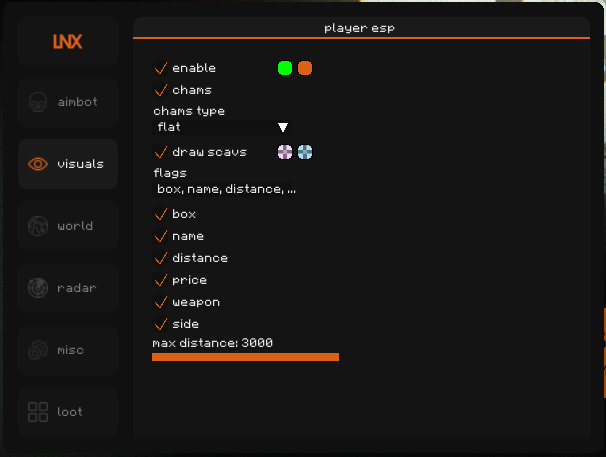 LNX
aimbot
visuals
world
radar
misc
loot
player esp
enable
chams
chams type
flat
draw scavs
flags
box, name, distance, ...
box
name
distance
price
weapon
side
max distance: 3000